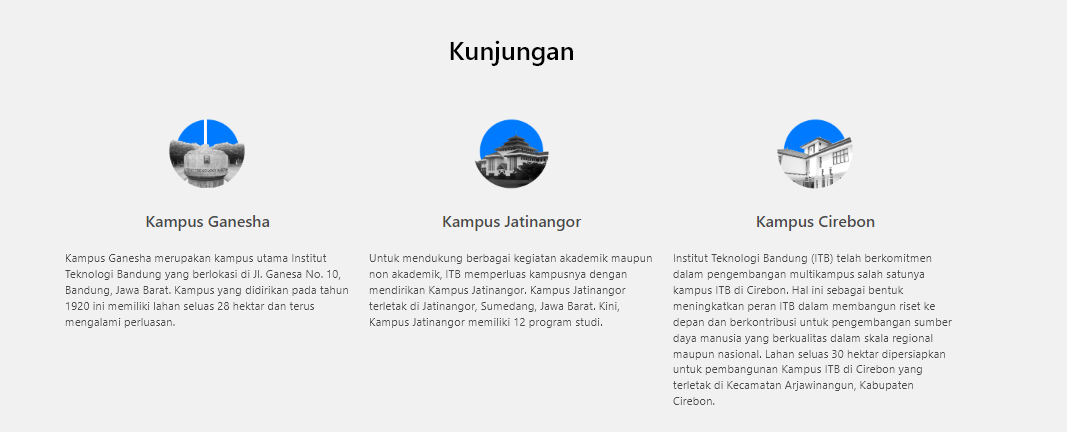 Kunjungan
Kampus Ganesha
Kampus Ganesha merupakan kampus utama Institut
Teknologi Bandung yang berlokasi di Jl. Ganesa No. 10,
Bandung, Jawa Barat. Kampus yang didirikan pada tahun
1920 ini memiliki lahan seluas 28 hektar dan terus
mengalami perluasan.
Kampus Jatinangor
Untuk mendukung berbagai kegiatan akademik maupun
non akademik, ITB memperluas kampusnya dengan
mendirikan Kampus Jatinangor. Kampus Jatinangor
terletak di Jatinangor, Sumedang, Jawa Barat. Kini,
Kampus Jatinangor memiliki 12 program studi.
Kampus Cirebon
Institut Teknologi Bandung (ITB) telah berkomitmen
dalam pengembangan multikampus salah satunya
kampus ITB di Cirebon. Hal ini sebagai bentuk
meningkatkan peran ITB dalam membangun riset ke
depan dan berkontribusi untuk pengembangan sumber
daya manusia yang berkualitas dalam skala regional
maupun nasional. Lahan seluas 30 hektar dipersiapkan
untuk pembangunan Kampus ITB di Cirebon yang
terletak di Kecamatan Arjawinangun, Kabupaten
Cirebon.